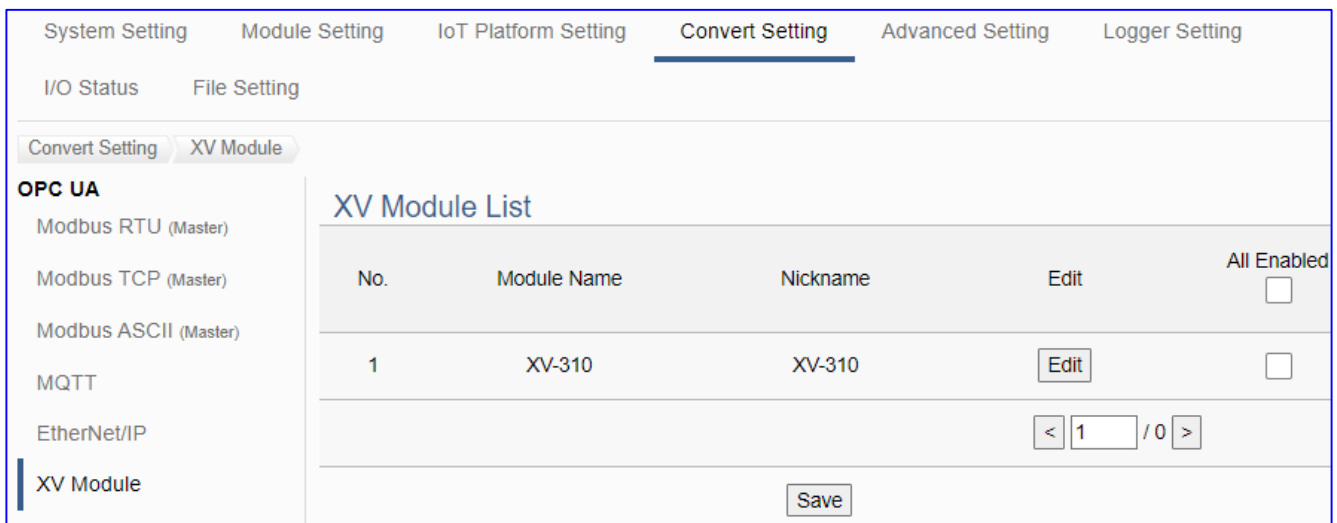 System Setting Module Setting IoT Platform Setting Convert Setting Advanced Setting Logger Setting
I/O Status File Setting
Convert Setting XV Module
OPC UA
Modbus RTU (Master)
Modbus TCP (Master)
Modbus ASCII (Master)
MQTT
EtherNet/IP
XV Module
XV Module List
No. Module Name Nickname Edit All Enabled
1 XV-310 XV-310 Edit
< 1 / 0 >
Save